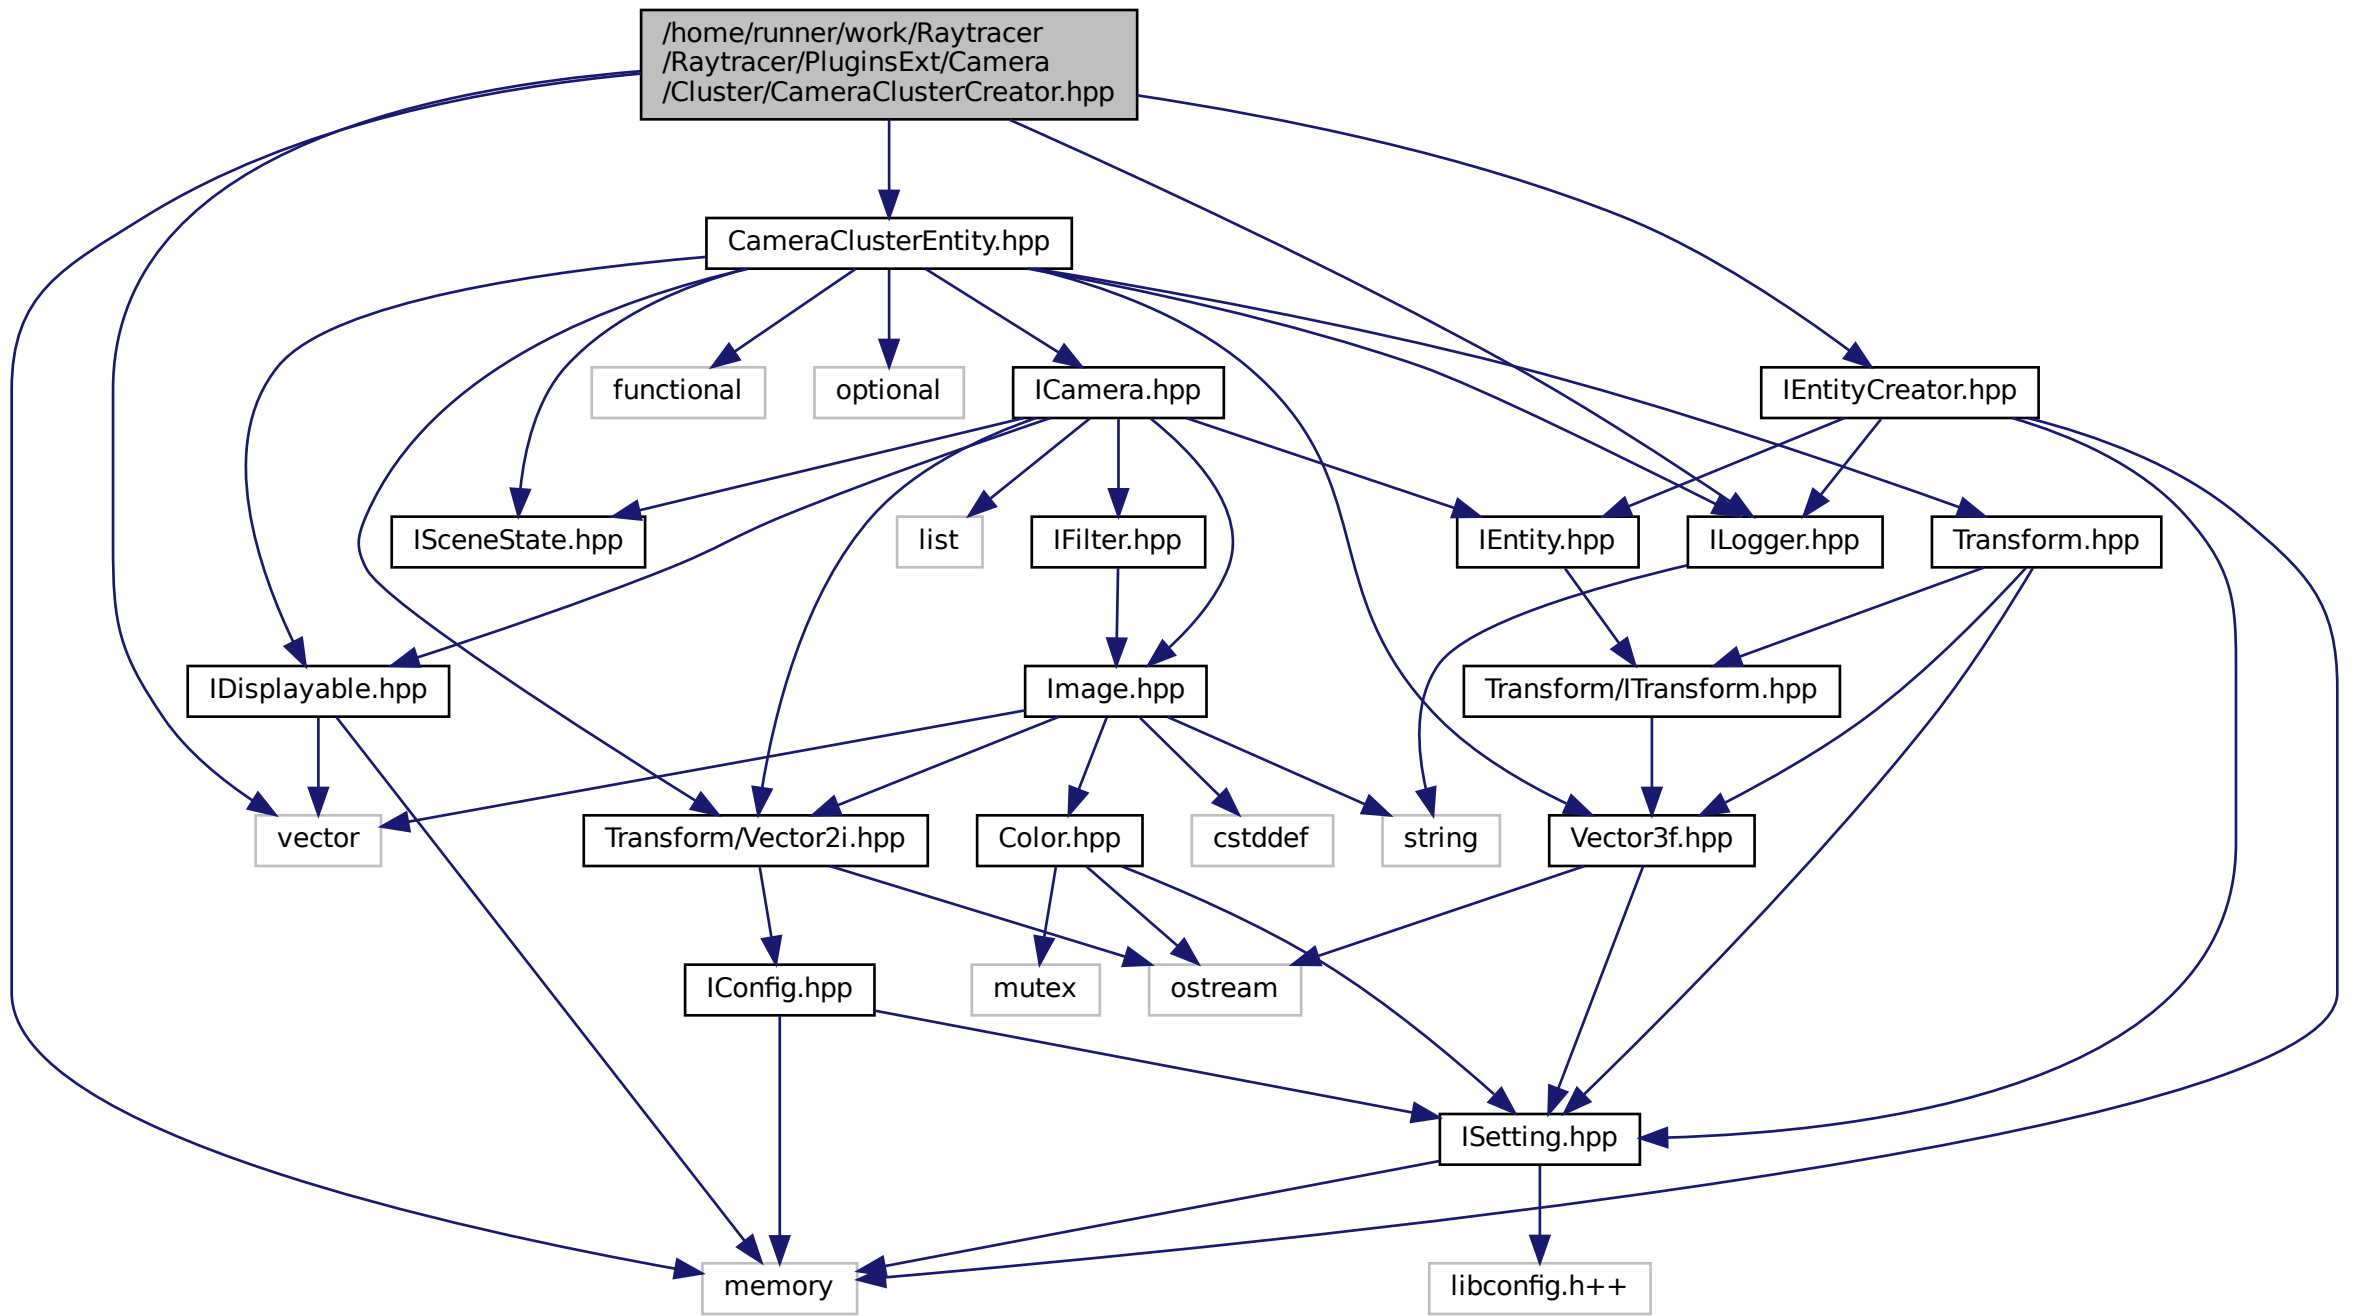 /home/runner/work/Raytracer
/Raytracer/PluginsExt/Camera
/Cluster/CameraClusterCreator.hpp
CameraClusterEntity.hpp
functional
optional
ICamera.hpp
IEntityCreator.hpp
ISceneState.hpp
list
IFilter.hpp
IEntity.hpp
ILogger.hpp
Transform.hpp
IDisplayable.hpp
Image.hpp
Transform/ITransform.hpp
vector
Transform/Vector2i.hpp
Color.hpp
cstddef
string
Vector3f.hpp
IConfig.hpp
mutex
ostream
ISetting.hpp
memory
libconfig.h++